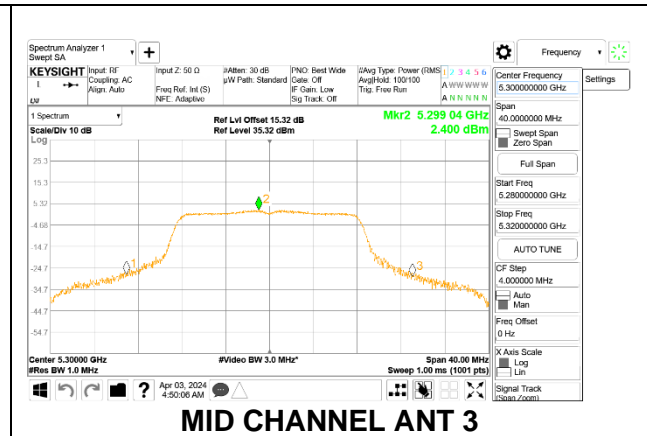 Spectrum Analyzer 1
Swept SA
Frequency
KEYSIGHT
Input: RF
Coupling: AC
Align: Auto
Input Z: 50 Ω
Freq Ref: Int (S)
NFE: Adaptive
#Atten: 30 dB
µW Path: Standard
PNO: Best Wide
Gate: Off
IF Gain: Low
Sig Track: Off
#Avg Type: Power (RMS
Avg|Hold: 100/100
Trig: Free Run
1 2 3 4 5 6
A W W W W W
A N N N N N
1 Spectrum
Scale/Div 10 dB
Log
Ref Lvl Offset 15.32 dB
Ref Level 35.32 dBm
Mkr2 5.299 04 GHz
2.400 dBm
25.3
15.3
5.32
-4.68
-14.7
-24.7
-34.7
-44.7
-54.7
1
2
3
Center 5.30000 GHz
#Res BW 1.0 MHz
#Video BW 3.0 MHz*
Span 40.00 MHz
Sweep 1.00 ms (1001 pts)
Apr 03, 2024
4:50:06 AM
Center Frequency
5.300000000 GHz
Settings
Span
40.0000000 MHz
Swept Span
Zero Span
Full Span
Start Freq
5.280000000 GHz
Stop Freq
5.320000000 GHz
AUTO TUNE
CF Step
4.000000 MHz
Auto
Man
Freq Offset
0 Hz
X Axis Scale
Log
Lin
Signal Track
(Span Zoom)
MID CHANNEL ANT 3